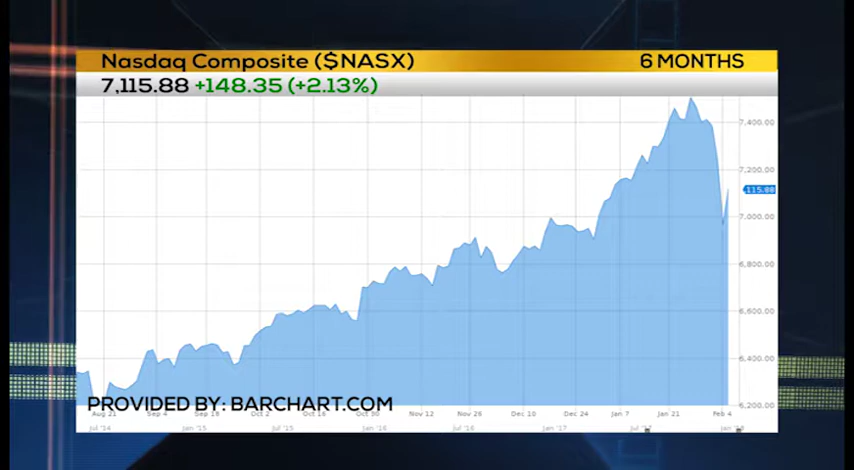 Nasdaq Composite ($NASX) 6 MONTHS
7,115.88 +148.35 (+2.13%)
7,400.00
7,200.00
115.88
7,000.00
6,800.00
6,600.00
6,400.00
6,200.00
PROVIDED BY: BARCHART.COM
Aug 21 Sep 4 Sep 18 Oct 2 Oct 16 Oct 30 Nov 12 Nov 26 Dec 10 Dec 24 Jan 7 Jan 21 Feb 4
Jul '14 Jan '15 Jul '15 Jan '16 Jul '16 Jan '17